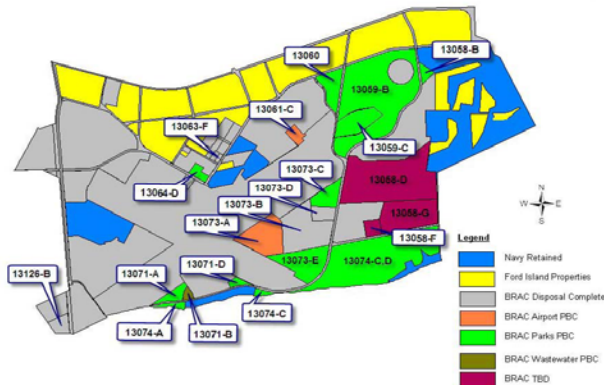 13060
13058-B
13059-B
13061-C
13063-F
13059-C
13073-C
13064-D
13073-D
13058-D
13073-B
13073-A
13058-G
13058-F
13071-D
13073-E
13074-C,D
13126-B
13071-A
13074-A
13071-B
13074-C
N
W
E
S
Legend
Navy Retained
Ford Island Properties
BRAC Disposal Complete
BRAC Airport PBC
BRAC Parks PBC
BRAC Wastewater PBC
BRAC TBD